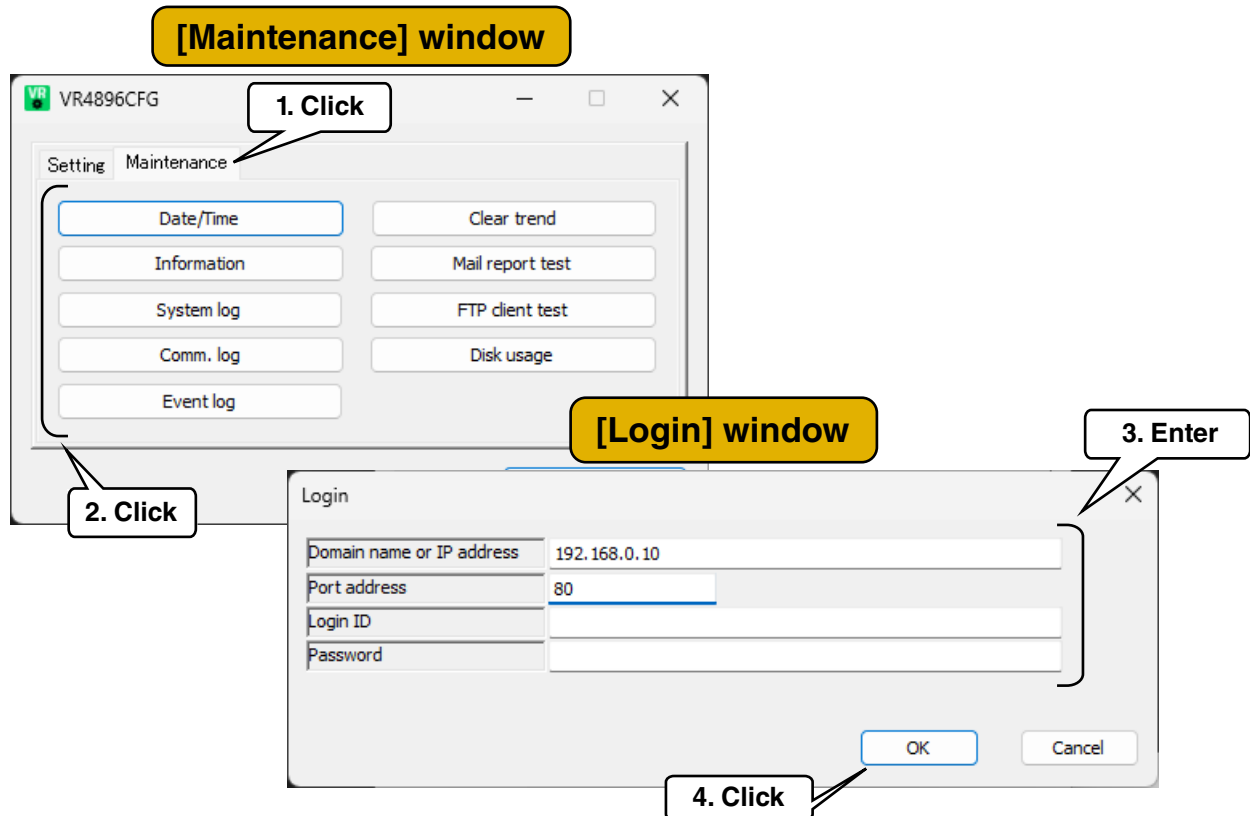 [Maintenance] window
VR
VR4896CFG
1. Click
Setting
Maintenance
Date/Time
Clear trend
Information
Mail report test
System log
FTP client test
Comm. log
Disk usage
Event log
[Login] window
3. Enter
2. Click
Login
Domain name or IP address
192.168.0.10
Port address
80
Login ID
Password
OK
Cancel
4. Click